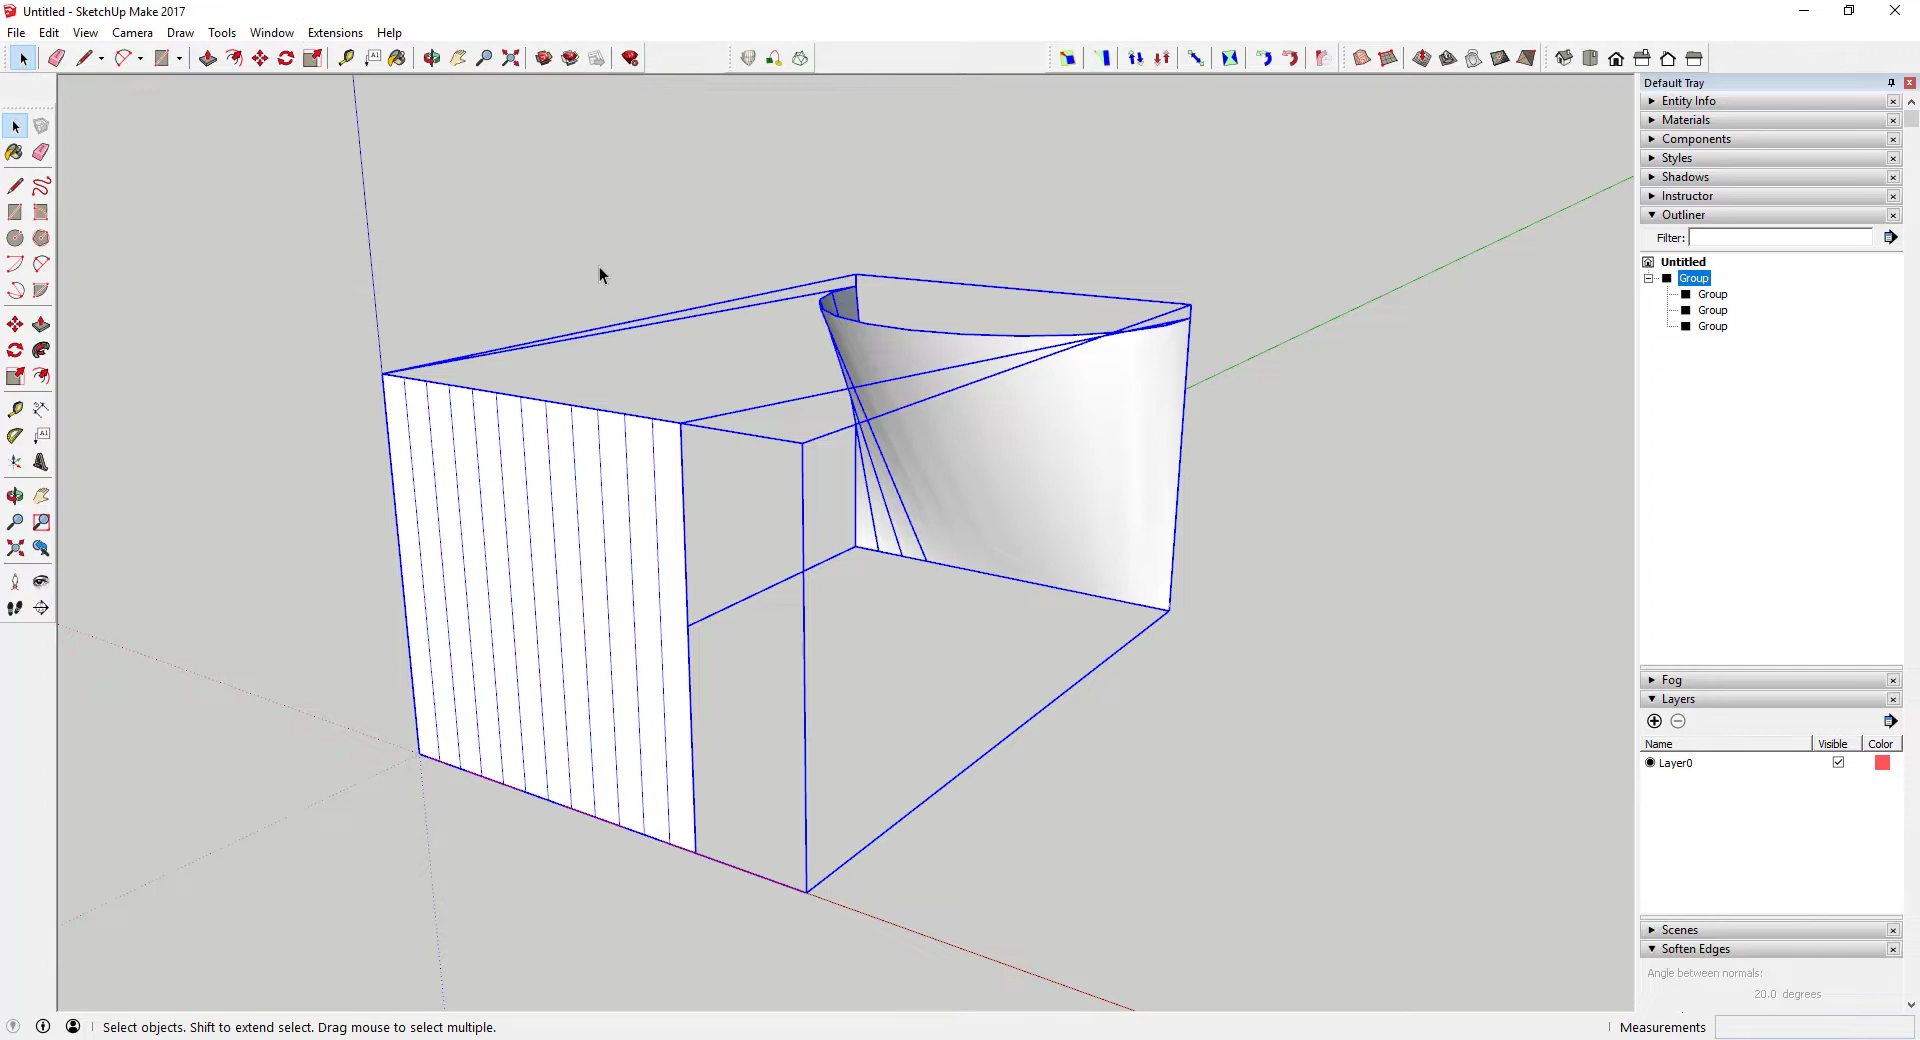 Untitled - SketchUp Make 2017
File Edit View Camera Draw Tools Window Extensions Help
Default Tray
Entity Info
Materials
Components
Styles
Shadows
Instructor
Outliner
Filter:
Untitled
Group
Group
Group
Group
Fog
Layers
Name Visible Color
Layer0
Scenes
Soften Edges
Angle between normals:
20.0 degrees
Select objects. Shift to extend select. Drag mouse to select multiple.
Measurements